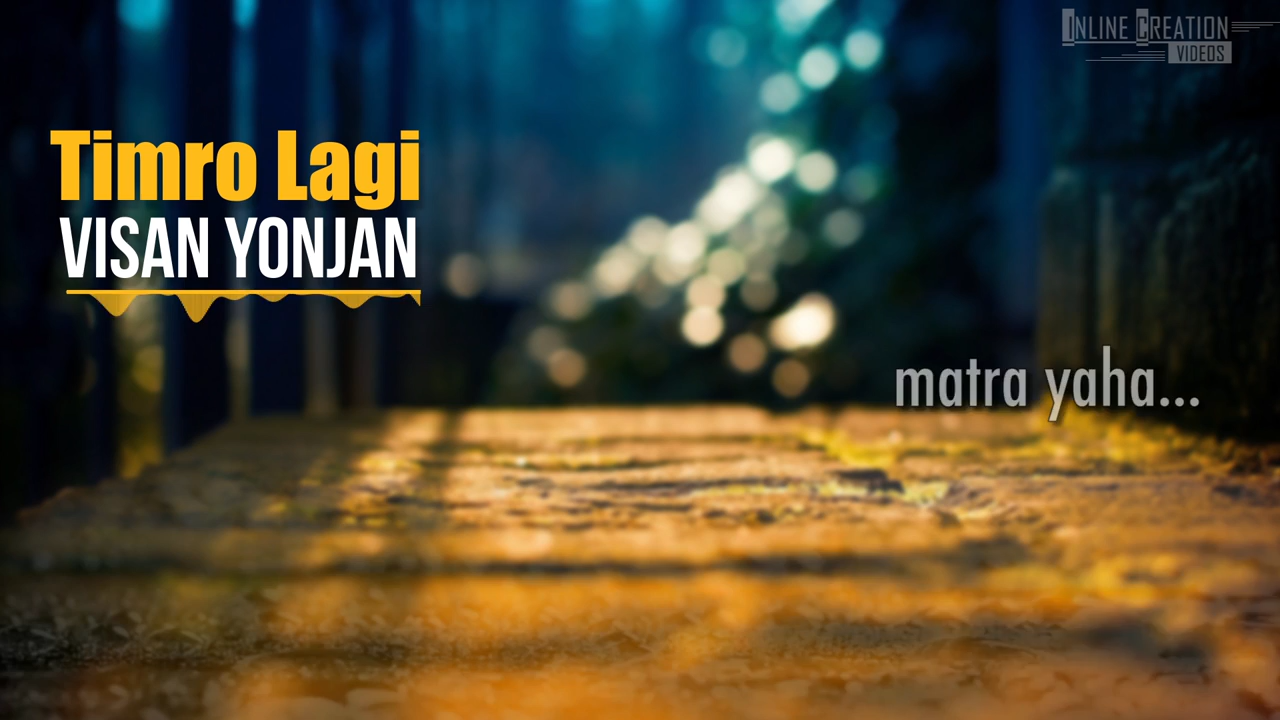 INLINE CREATION
VIDEOS
Timro Lagi
VISAN YONJAN
matra yaha...